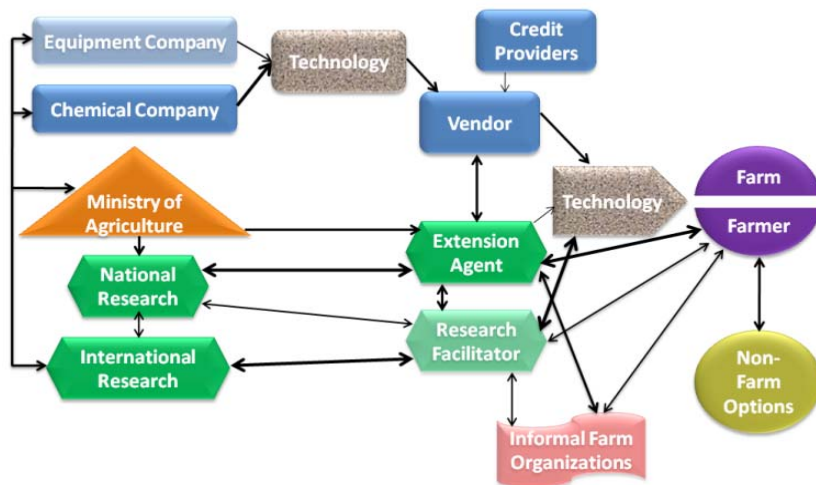 Equipment Company
Chemical Company
Technology
Credit
Providers
Vendor
Ministry of
Agriculture
Technology
Farm
Farmer
Extension
Agent
National
Research
International
Research
Research
Facilitator
Non-
Farm
Options
Informal Farm
Organizations